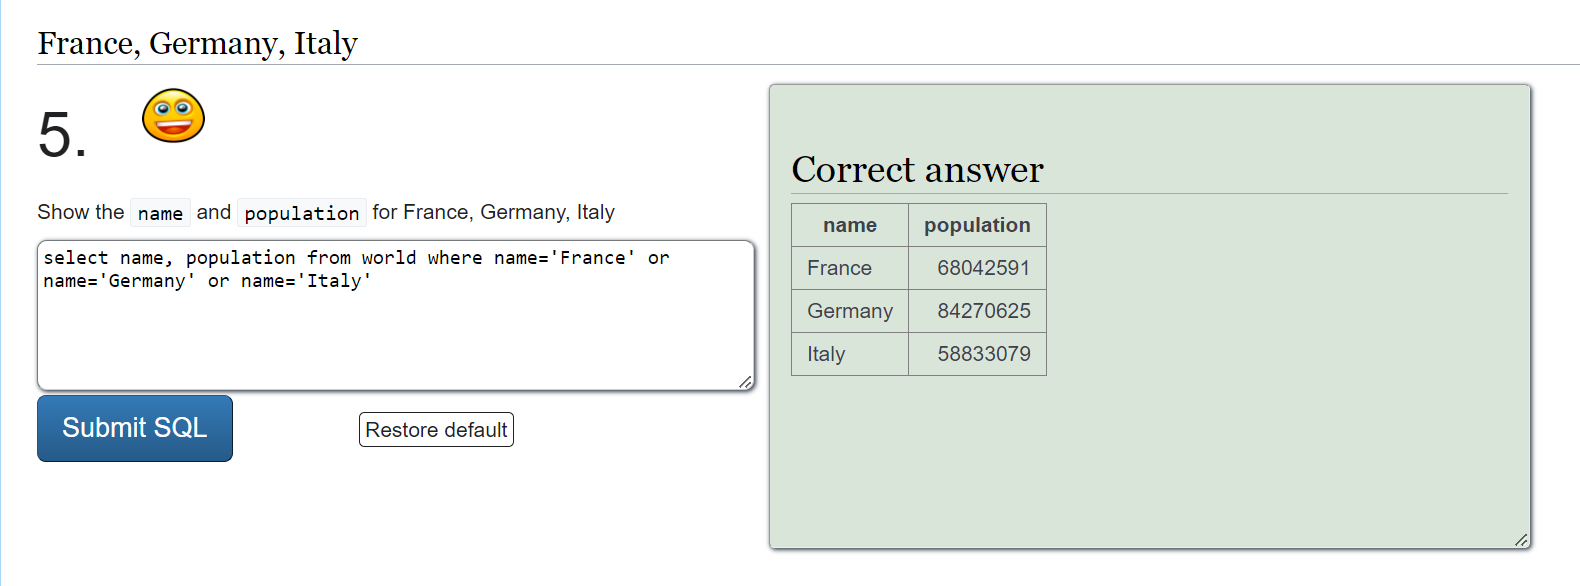 France, Germany, Italy
5.
Show the name and population for France, Germany, Italy
select name, population from world where name='France' or
name='Germany' or name='Italy'
Submit SQL
Restore default
Correct answer
name population
France 68042591
Germany 84270625
Italy 58833079